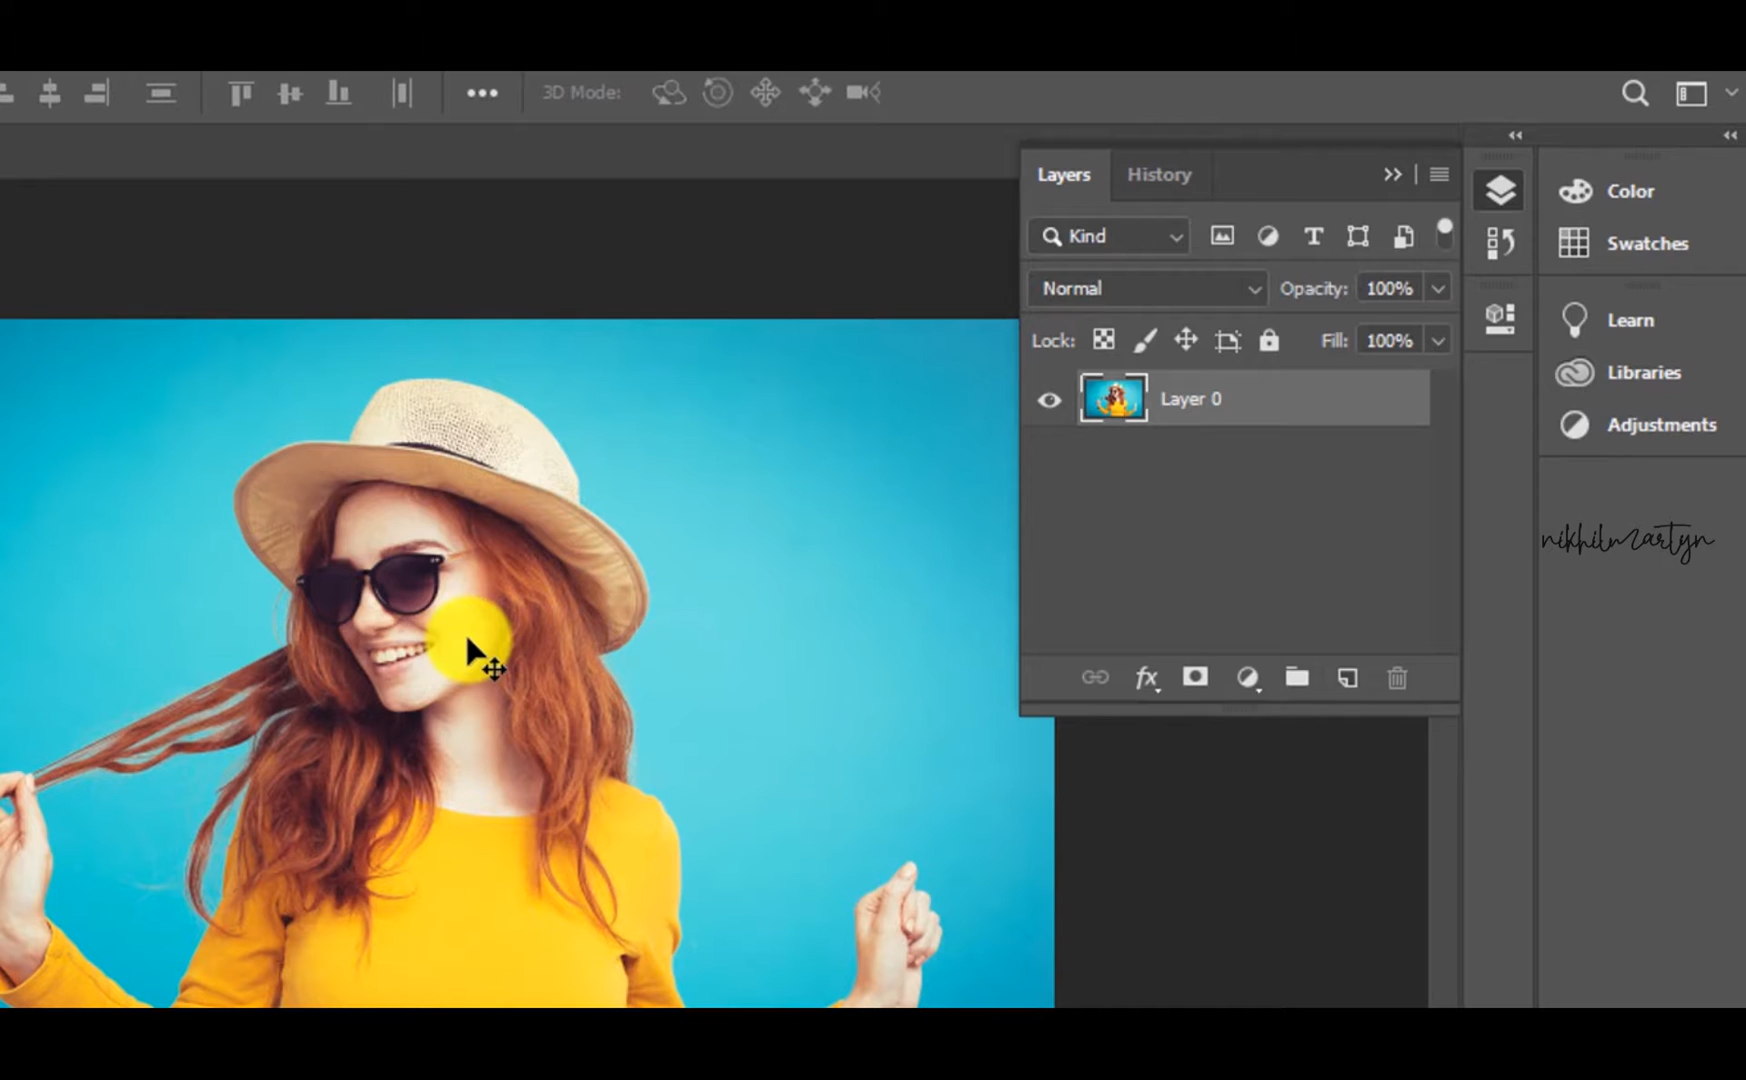 3D Mode:
Layers
History
Kind
Normal
Opacity: 100%
Lock:
Fill: 100%
Layer 0
fx
Color
Swatches
Learn
Libraries
Adjustments
nikhilmartyn